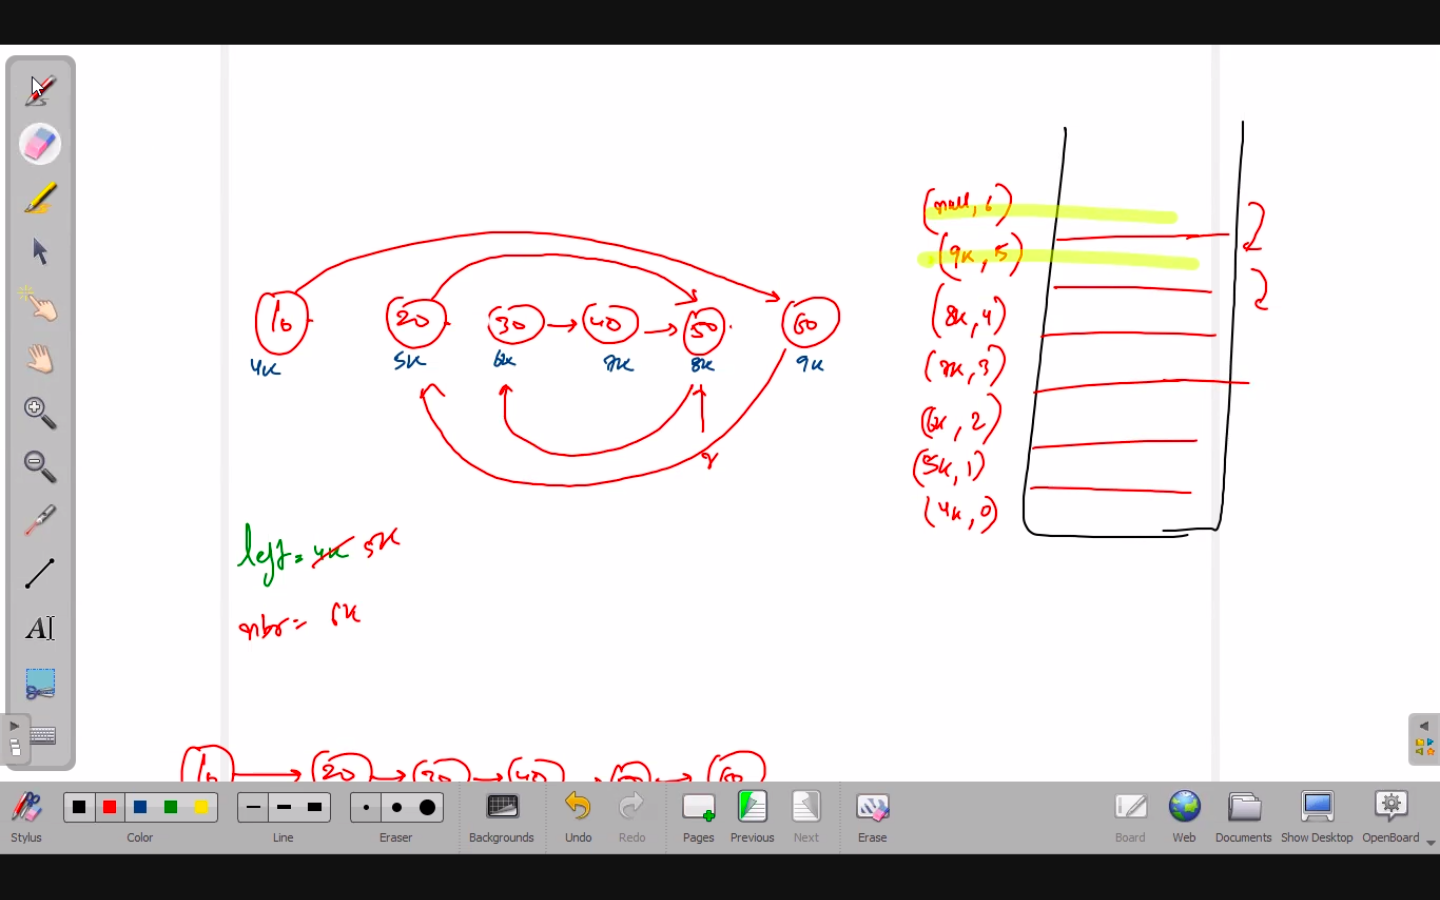 (null, 6)
(9k, 5)
(8k, 4)
(7k, 3)
(6k, 2)
(5k, 1)
(4k, 0)
10 20 30 40 50 60
4k 5k 6k 7k 8k 9k
left = 4k 5k
nbr = 6k
10 20 30 40 50 60
A
Stylus Color Line Eraser Backgrounds Undo Redo Pages Previous Next Erase Board Web Documents Show Desktop OpenBoard